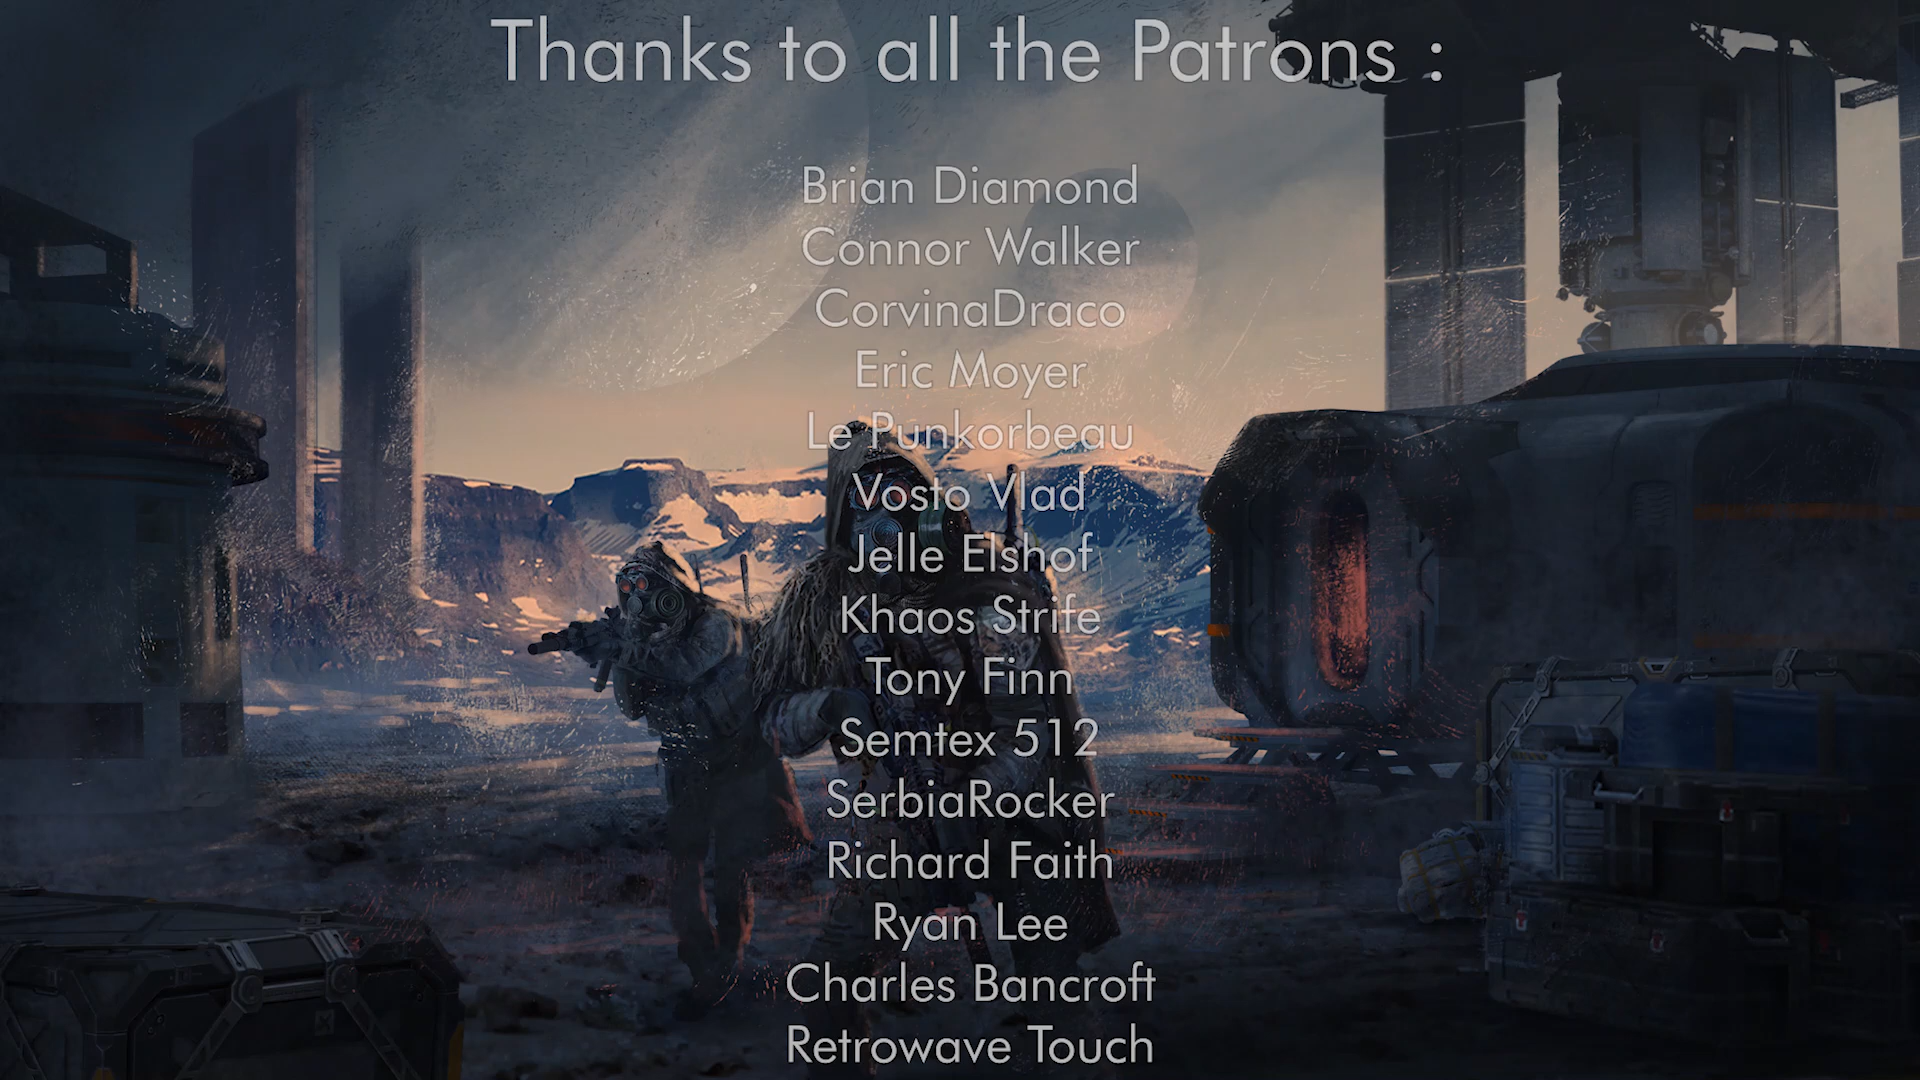 Thanks to all the Patrons :
Brian Diamond
Connor Walker
CorvinaDraco
Eric Moyer
Le Punkorbeau
Vosto Vlad
Jelle Elshof
Khaos Strife
Tony Finn
Semtex 512
SerbiaRocker
Richard Faith
Ryan Lee
Charles Bancroft
Retrowave Touch